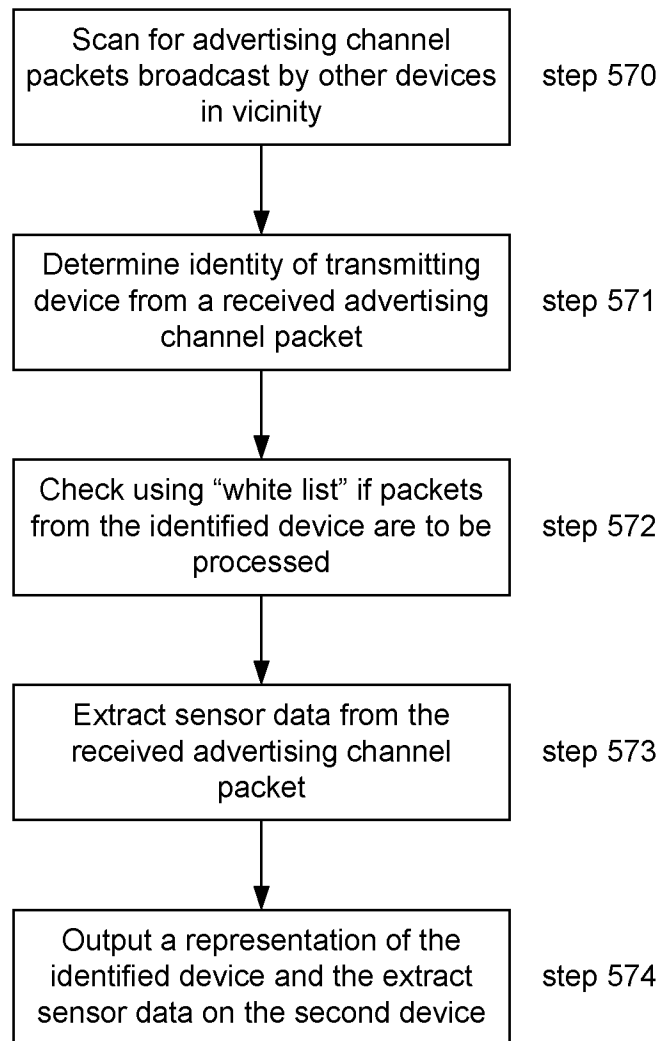 Scan for advertising channel
packets broadcast by other devices
in vicinity
step 570
Determine identity of transmitting
device from a received advertising
channel packet
step 571
Check using “white list” if packets
from the identified device are to be
processed
step 572
Extract sensor data from the
received advertising channel
packet
step 573
Output a representation of the
identified device and the extract
sensor data on the second device
step 574